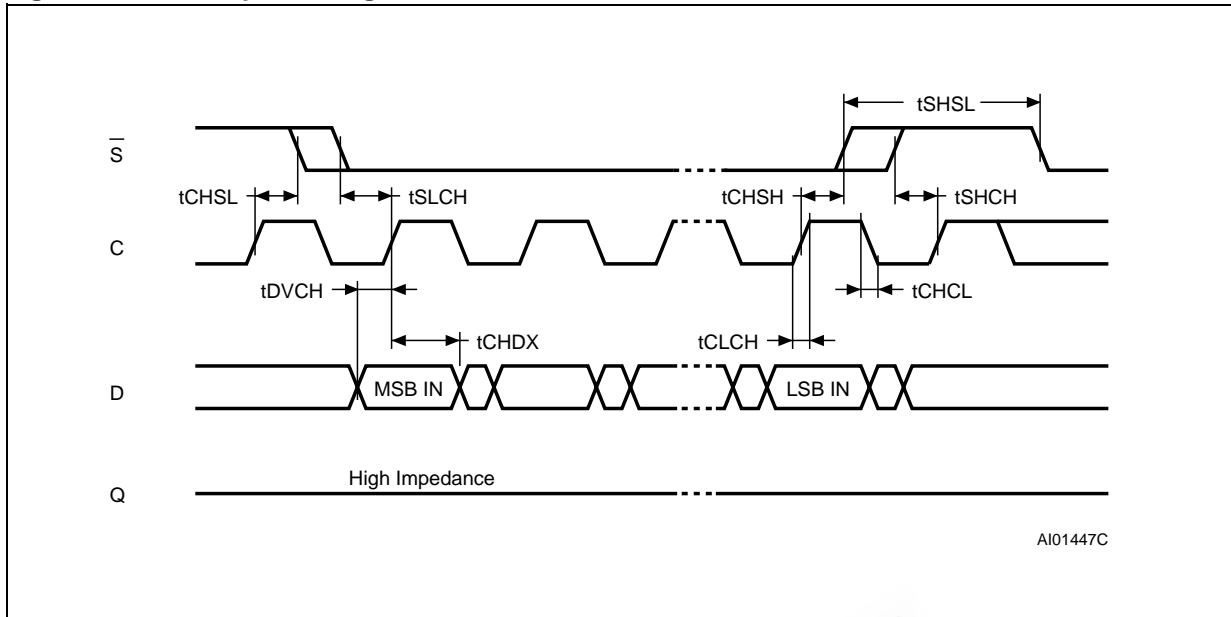 tSHSL
S
tCHSL
tSLCH
tCHSH
tSHCH
C
tDVCH
tCHCL
tCHDX
tCLCH
D
MSB IN
LSB IN
High Impedance
Q
AI01447C